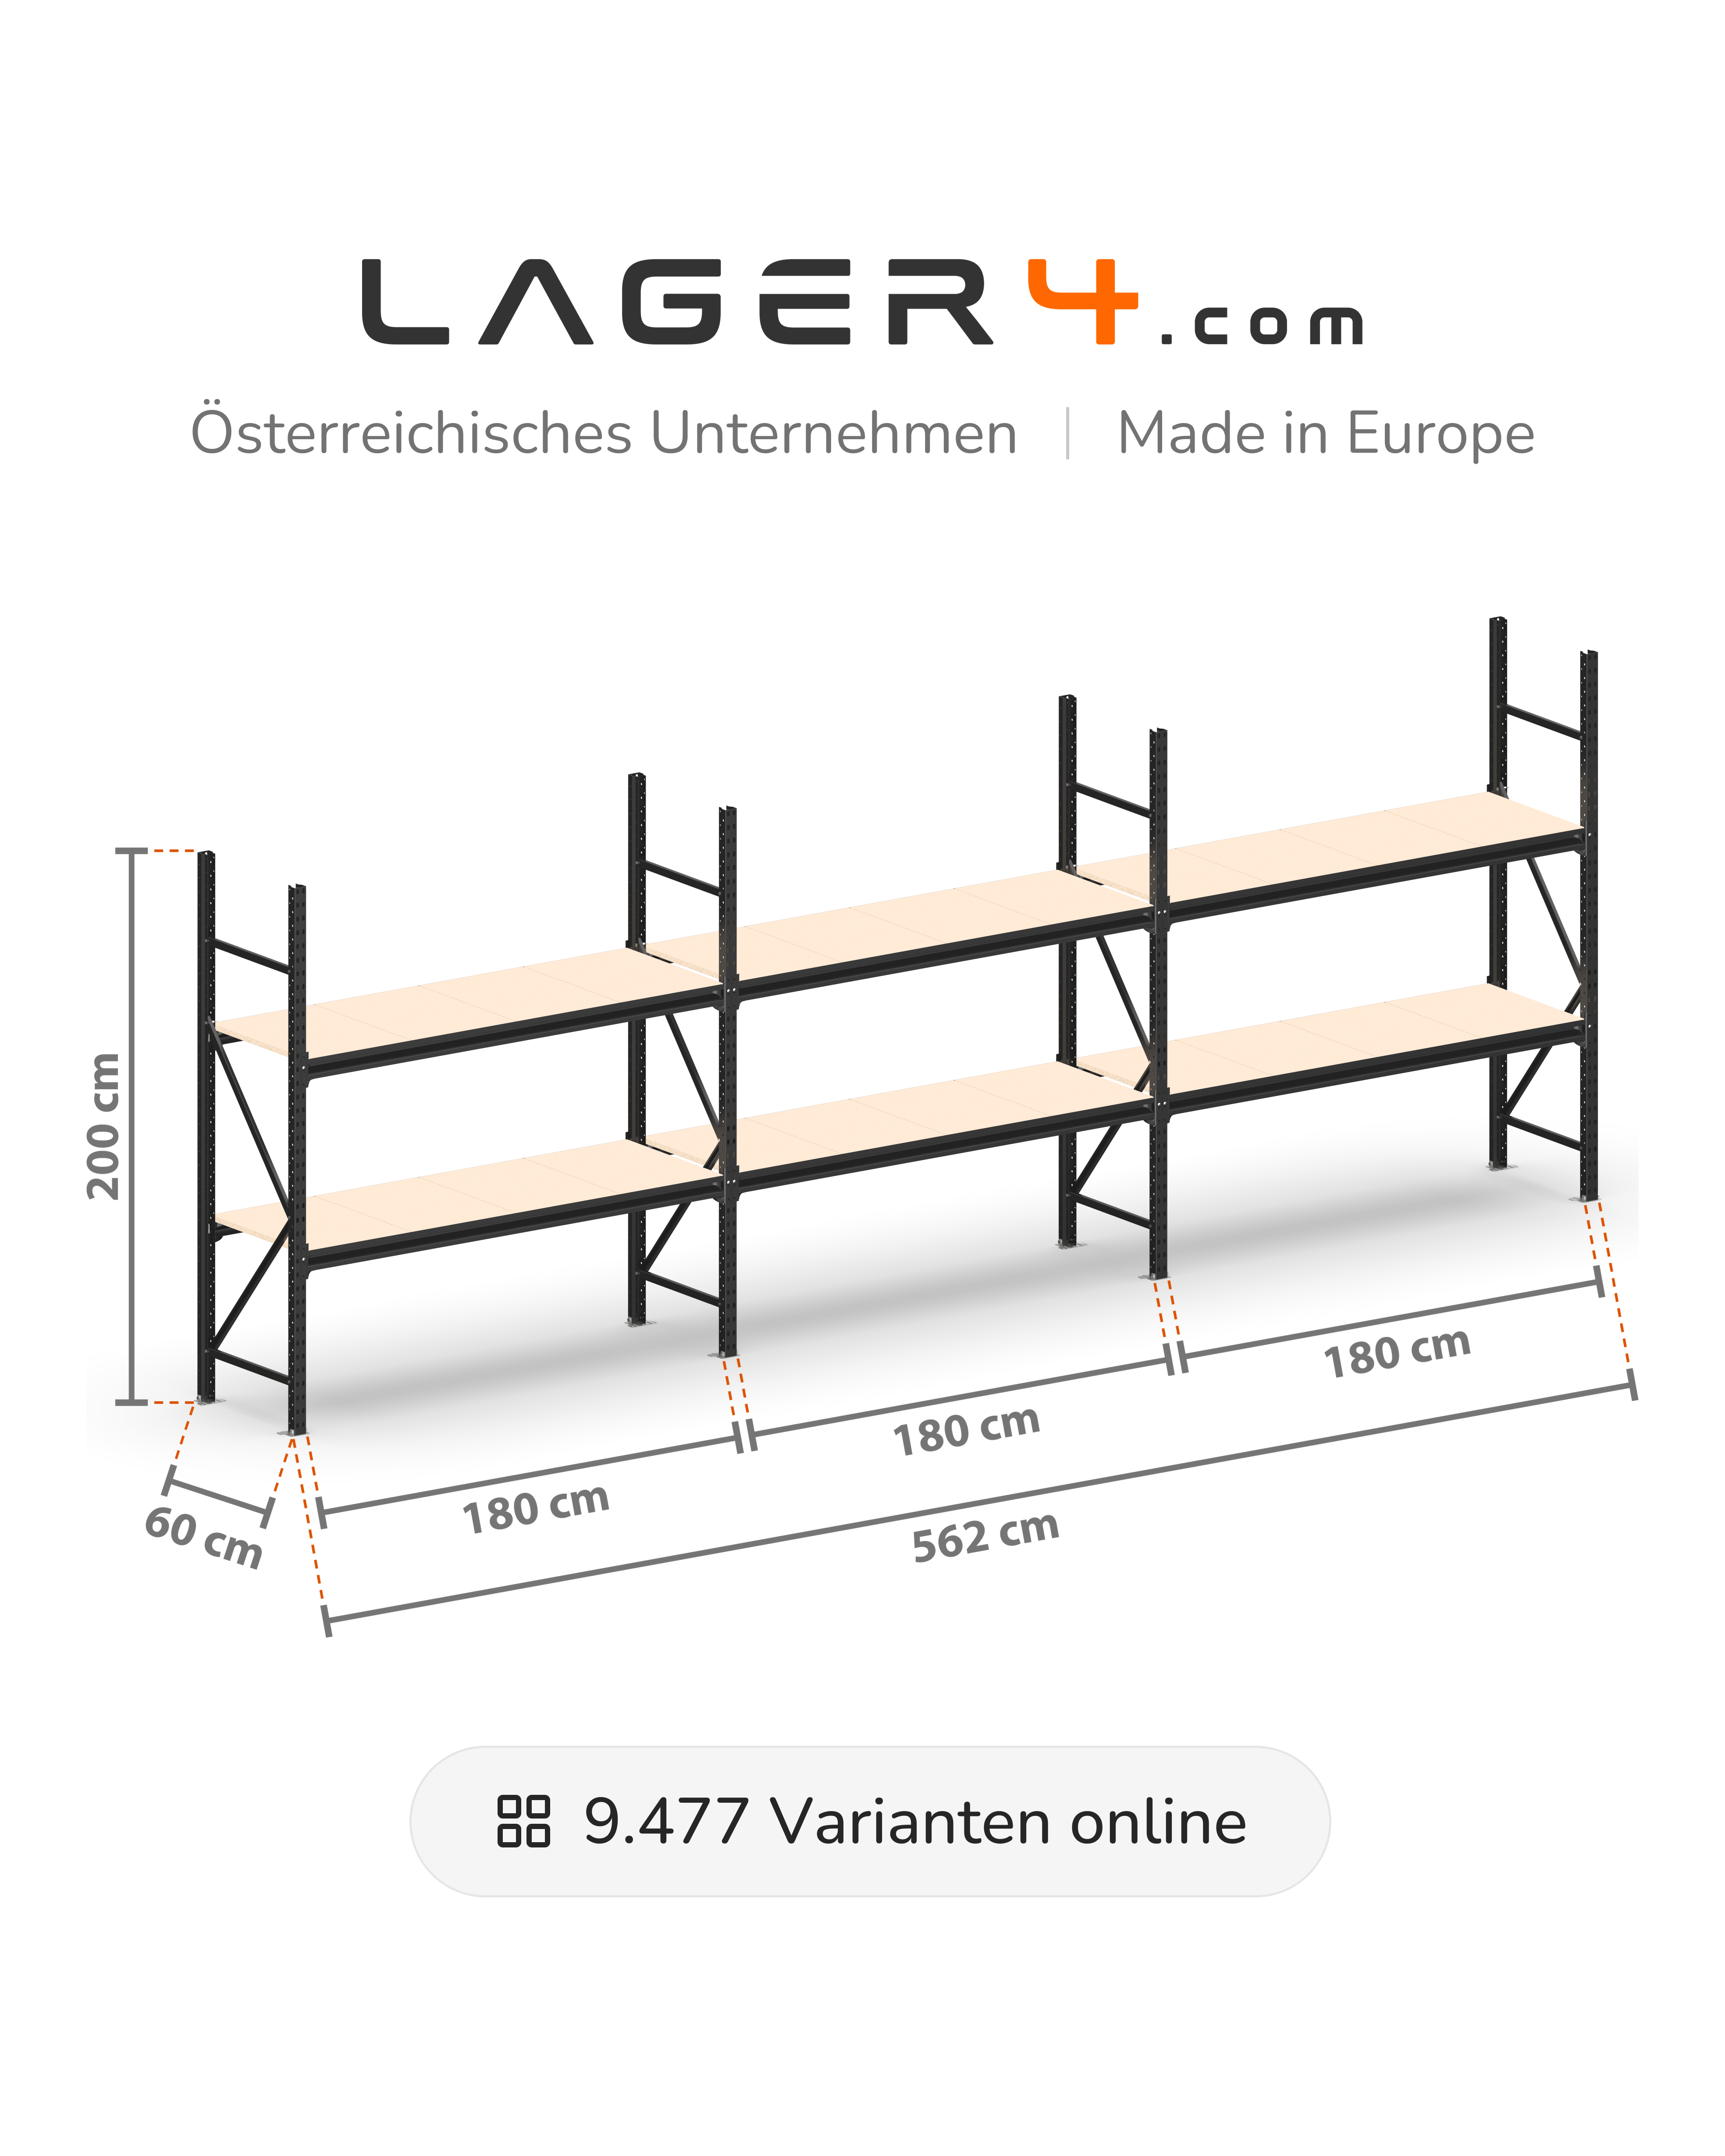 LAGER4.com
Österreichisches Unternehmen | Made in Europe
200 cm
60 cm
180 cm
180 cm
180 cm
562 cm
9.477 Varianten online